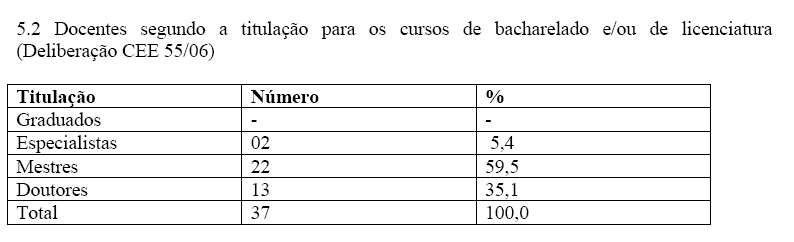 5.2 Docentes segundo a titulação para os cursos de bacharelado e/ou de licenciatura
(Deliberação CEE 55/06)
Titulação Número %
Graduados - -
Especialistas 02 5,4
Mestres 22 59,5
Doutores 13 35,1
Total 37 100,0